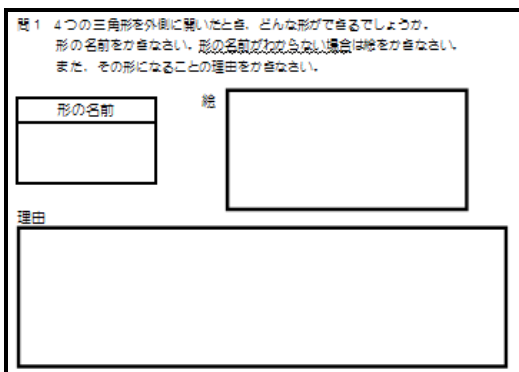 問1 4つの三角形を外側に開いたとき、どんな形ができるでしょうか。
形の名前をかきなさい。形の名前がわからない場合は絵をかきなさい。
また、その形になることの理由をかきなさい。
形の名前
絵
理由